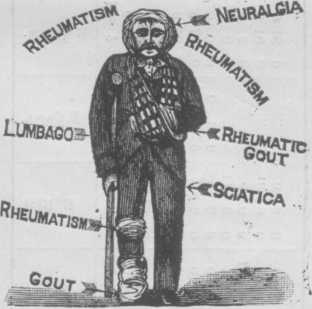 RHEUMATISM
NEURALGIA
RHEUMATISM
LUMBAGO
RHEUMATIC
GOUT
SCIATICA
RHEUMATISM
GOUT